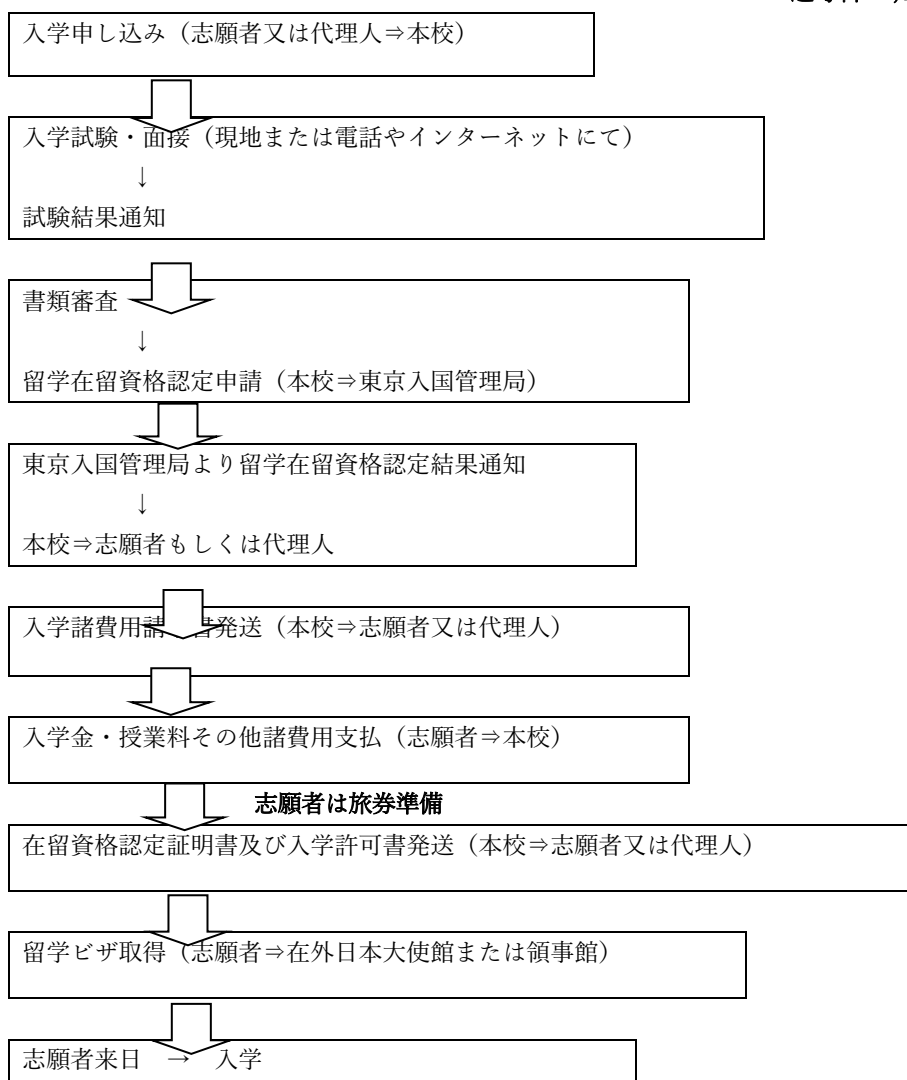 入学申し込み（志願者又は代理人⇒本校）
入学試験・面接（現地または電話やインターネットにて）
↓
試験結果通知
書類審査
↓
留学在留資格認定申請（本校⇒東京入国管理局）
東京入国管理局より留学在留資格認定結果通知
↓
本校⇒志願者もしくは代理人
入学諸費用請書発送（本校⇒志願者又は代理人）
入学金・授業料その他諸費用支払（志願者⇒本校）
志願者は旅券準備
在留資格認定証明書及び入学許可書発送（本校⇒志願者又は代理人）
留学ビザ取得（志願者⇒在外日本大使館または領事館）
志願者来日　→　入学